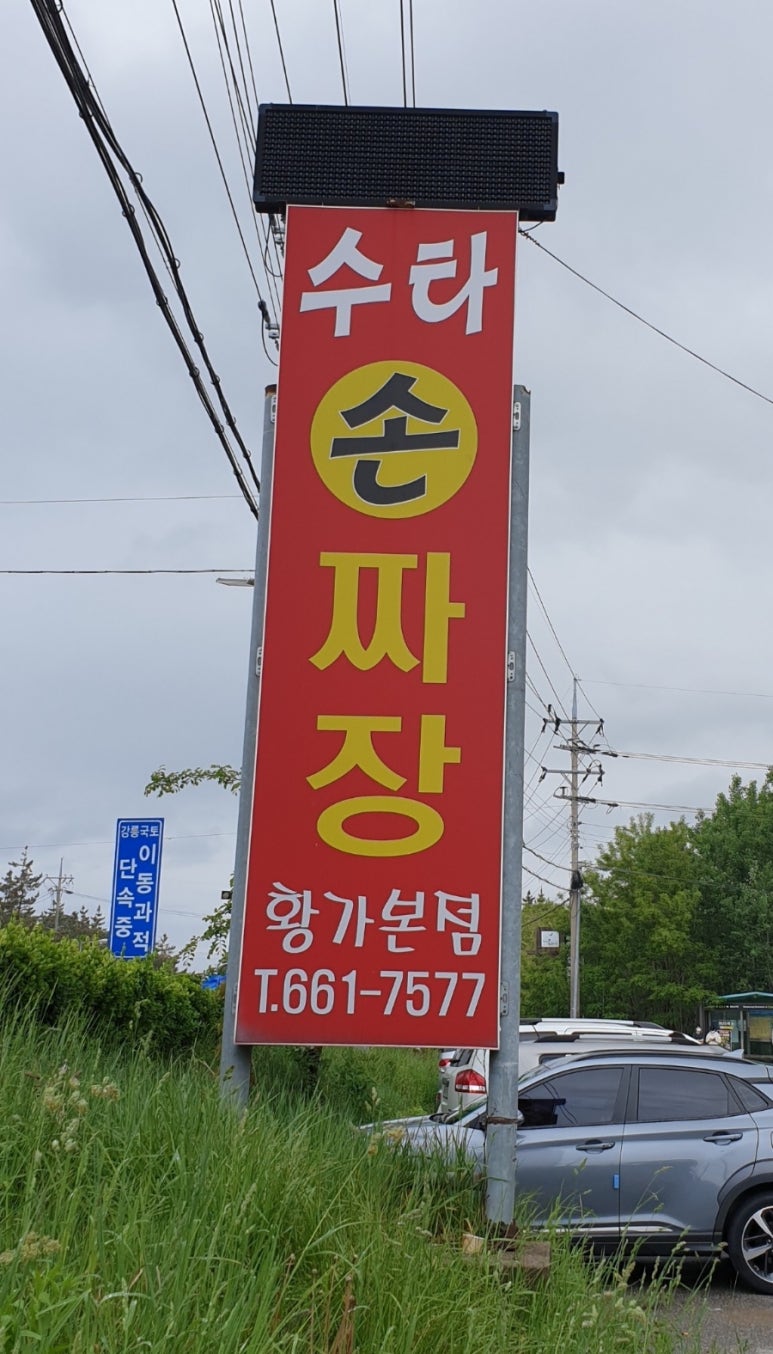 수타
손
짜
장
황가본점
T.661-7577
강릉국토
이동과적
단속중